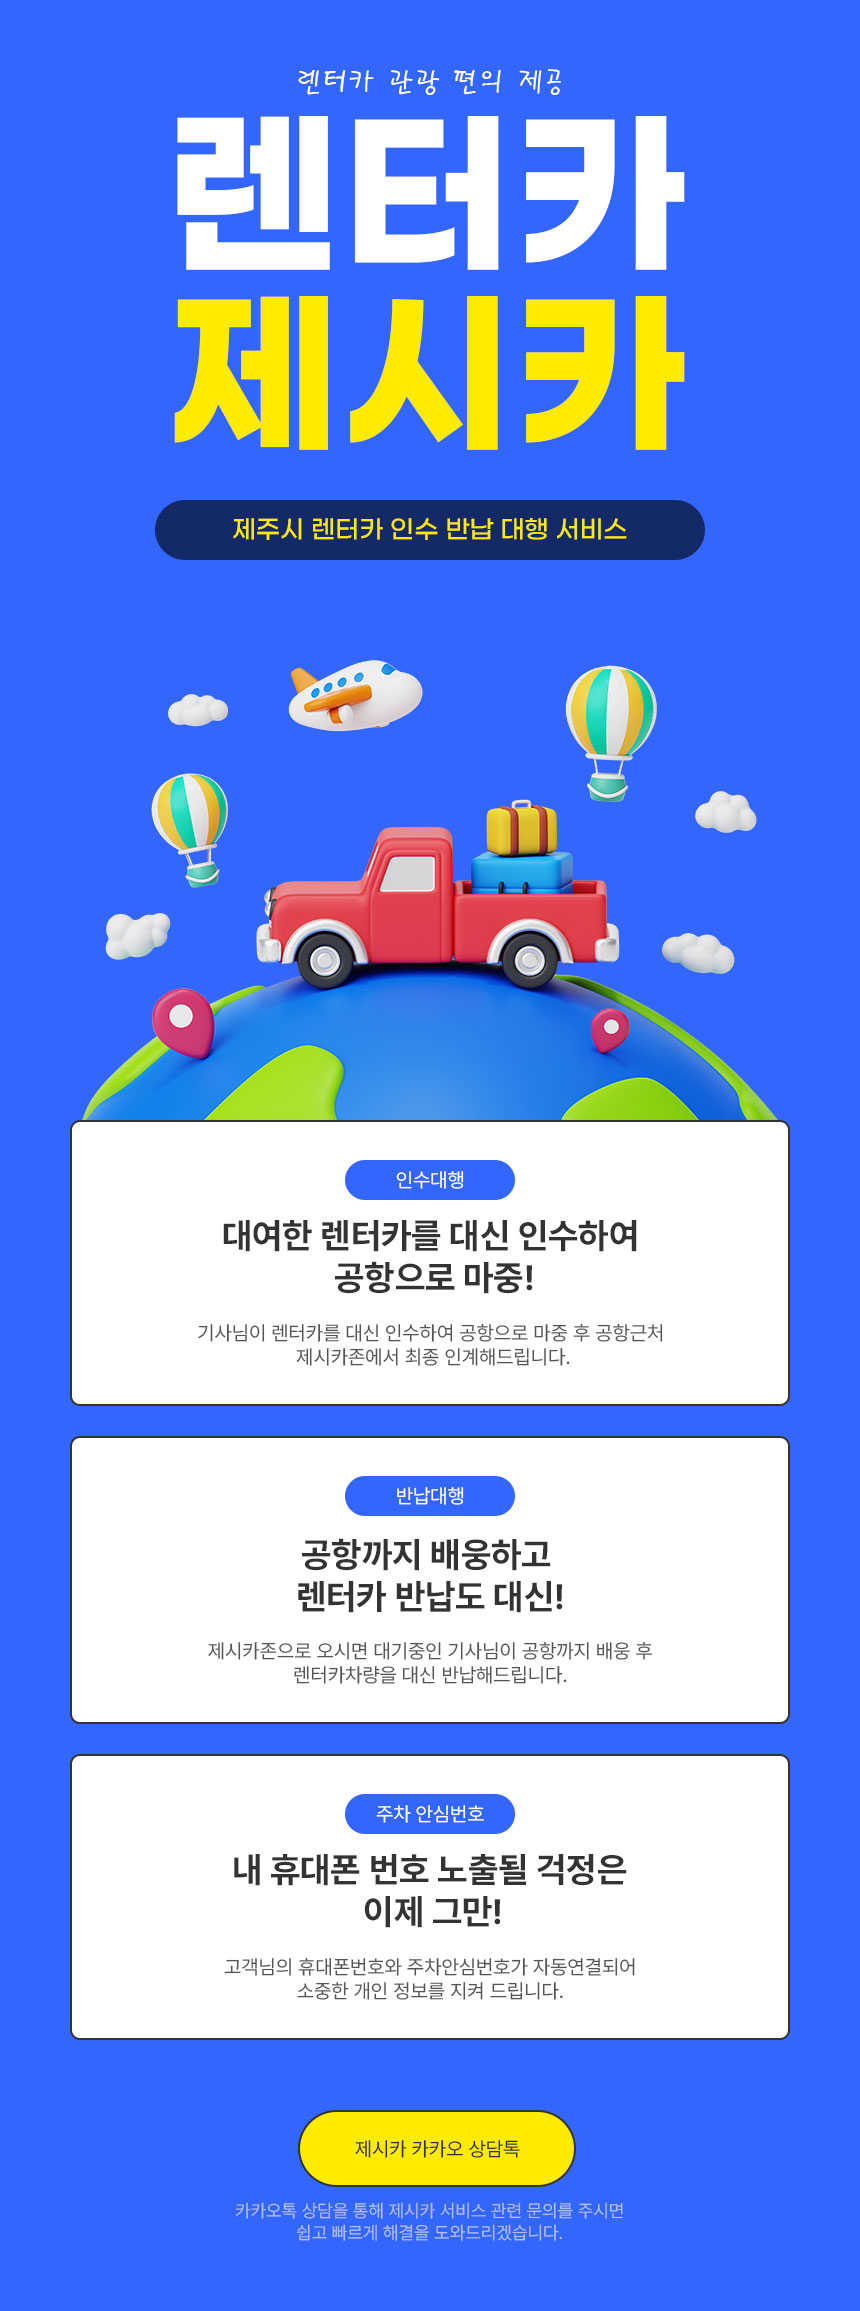 렌터카 관광 편의 제공
렌터카
제시카
제주시 렌터카 인수 반납 대행 서비스
인수대행
대여한 렌터카를 대신 인수하여
공항으로 마중!
기사님이 렌터카를 대신 인수하여 공항으로 마중 후 공항근처
제시카존에서 최종 인계해드립니다.
반납대행
공항까지 배웅하고
렌터카 반납도 대신!
제시카존으로 오시면 대기중인 기사님이 공항까지 배웅 후
렌터카차량을 대신 반납해드립니다.
주차 안심번호
내 휴대폰 번호 노출될 걱정은
이제 그만!
고객님의 휴대폰번호와 주차안심번호가 자동연결되어
소중한 개인 정보를 지켜 드립니다.
제시카 카카오 상담톡
카카오톡 상담을 통해 제시카 서비스 관련 문의를 주시면
쉽고 빠르게 해결을 도와드리겠습니다.